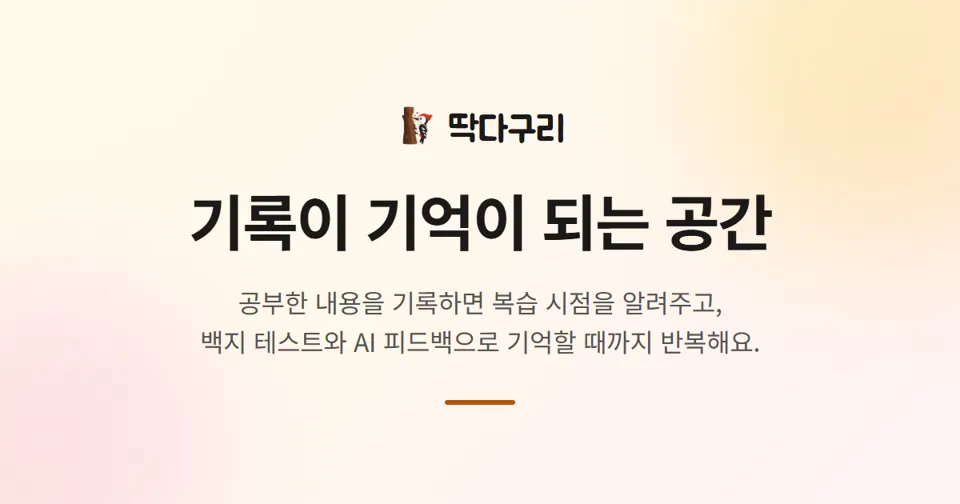 딱다구리
기록이 기억이 되는 공간
공부한 내용을 기록하면 복습 시점을 알려주고,
백지 테스트와 AI 피드백으로 기억할 때까지 반복해요.